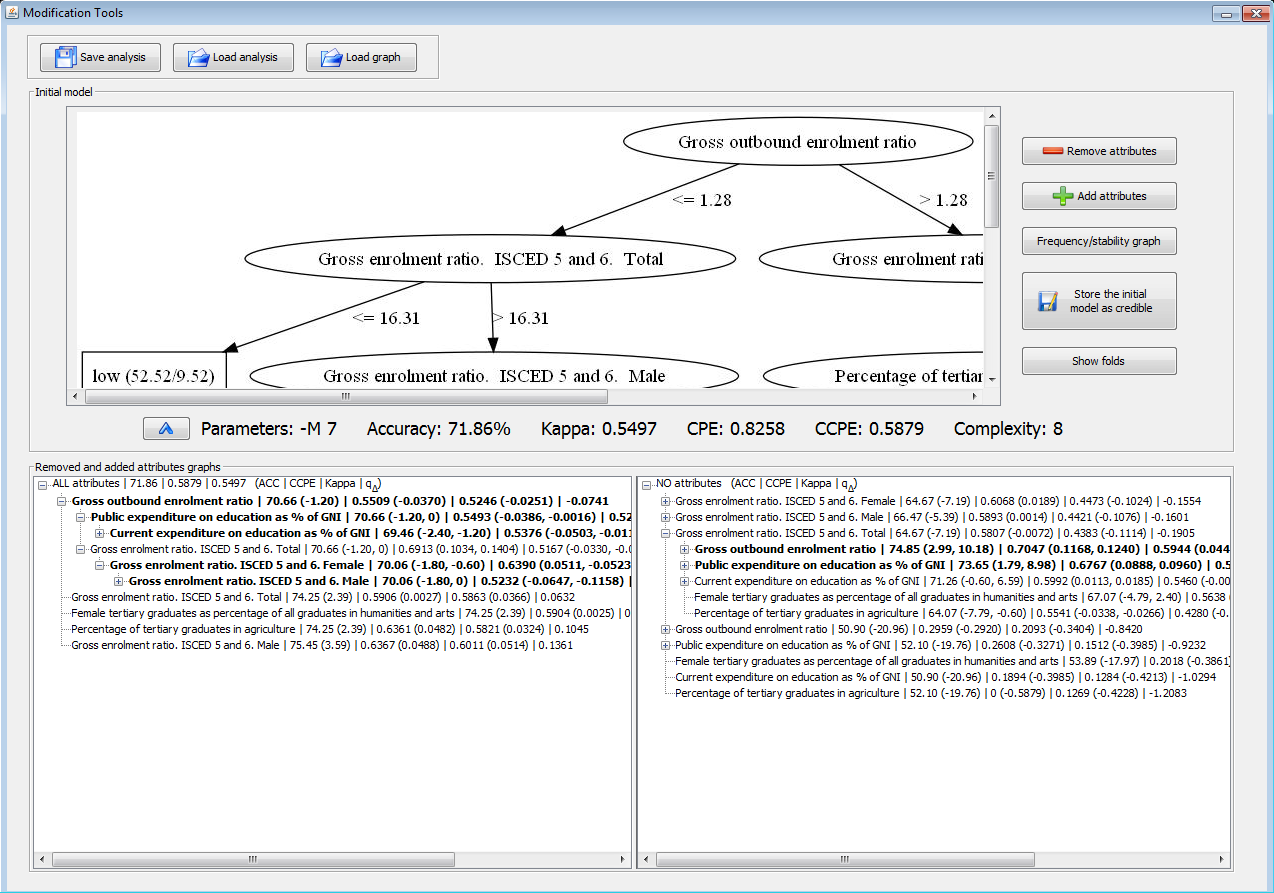 Modification Tools
Save analysis
Load analysis
Load graph
Initial model
Gross outbound enrolment ratio
<= 1.28
> 1.28
Gross enrolment ratio.  ISCED 5 and 6.  Total
Gross enrolment rati
<= 16.31
> 16.31
low (52.52/9.52)
Gross enrolment ratio.  ISCED 5 and 6.  Male
Percentage of tertiar
Remove attributes
Add attributes
Frequency/stability graph
Store the initial
model as credible
Show folds
Parameters: -M 7 Accuracy: 71.86% Kappa: 0.5497 CPE: 0.8258 CCPE: 0.5879 Complexity: 8
Removed and added attributes graphs
ALL attributes | 71.86 | 0.5879 | 0.5497 (ACC | CCPE | Kappa | qΔ)
Gross outbound enrolment ratio | 70.66 (-1.20) | 0.5509 (-0.0370) | 0.5246 (-0.0251) | -0.0741
Public expenditure on education as % of GNI | 70.66 (-1.20, 0) | 0.5493 (-0.0386, -0.0016) | 0.52
Current expenditure on education as % of GNI | 69.46 (-2.40, -1.20) | 0.5376 (-0.0503, -0.01
Gross enrolment ratio. ISCED 5 and 6. Total | 70.66 (-1.20, 0) | 0.6913 (0.1034, 0.1404) | 0.5167 (-0.0330, -0.0
Gross enrolment ratio. ISCED 5 and 6. Female | 70.06 (-1.80, -0.60) | 0.6390 (0.0511, -0.0523
Gross enrolment ratio. ISCED 5 and 6. Male | 70.06 (-1.80, 0) | 0.5232 (-0.0647, -0.1158) |
Gross enrolment ratio. ISCED 5 and 6. Total | 74.25 (2.39) | 0.5906 (0.0027) | 0.5863 (0.0366) | 0.0632
Female tertiary graduates as percentage of all graduates in humanities and arts | 74.25 (2.39) | 0.5904 (0.0025) | 0
Percentage of tertiary graduates in agriculture | 74.25 (2.39) | 0.6361 (0.0482) | 0.5821 (0.0324) | 0.1045
Gross enrolment ratio. ISCED 5 and 6. Male | 75.45 (3.59) | 0.6367 (0.0488) | 0.6011 (0.0514) | 0.1361
NO attributes (ACC | CCPE | Kappa | qΔ)
Gross enrolment ratio. ISCED 5 and 6. Female | 64.67 (-7.19) | 0.6068 (0.0189) | 0.4473 (-0.1024) | -0.1554
Gross enrolment ratio. ISCED 5 and 6. Male | 66.47 (-5.39) | 0.5893 (0.0014) | 0.4421 (-0.1076) | -0.1601
Gross enrolment ratio. ISCED 5 and 6. Total | 64.67 (-7.19) | 0.5807 (-0.0072) | 0.4383 (-0.1114) | -0.1905
Gross outbound enrolment ratio | 74.85 (2.99, 10.18) | 0.7047 (0.1168, 0.1240) | 0.5944 (0.044
Public expenditure on education as % of GNI | 73.65 (1.79, 8.98) | 0.6767 (0.0888, 0.0960) | 0.5
Current expenditure on education as % of GNI | 71.26 (-0.60, 6.59) | 0.5992 (0.0113, 0.0185) | 0.5460 (-0.00
Female tertiary graduates as percentage of all graduates in humanities and arts | 67.07 (-4.79, 2.40) | 0.5638
Percentage of tertiary graduates in agriculture | 64.07 (-7.79, -0.60) | 0.5541 (-0.0338, -0.0266) | 0.4280 (-0.
Gross outbound enrolment ratio | 50.90 (-20.96) | 0.2959 (-0.2920) | 0.2093 (-0.3404) | -0.8420
Public expenditure on education as % of GNI | 52.10 (-19.76) | 0.2608 (-0.3271) | 0.1512 (-0.3985) | -0.9232
Female tertiary graduates as percentage of all graduates in humanities and arts | 53.89 (-17.97) | 0.2018 (-0.3861)
Current expenditure on education as % of GNI | 50.90 (-20.96) | 0.1894 (-0.3985) | 0.1284 (-0.4213) | -1.0294
Percentage of tertiary graduates in agriculture | 52.10 (-19.76) | 0 (-0.5879) | 0.1269 (-0.4228) | -1.2083